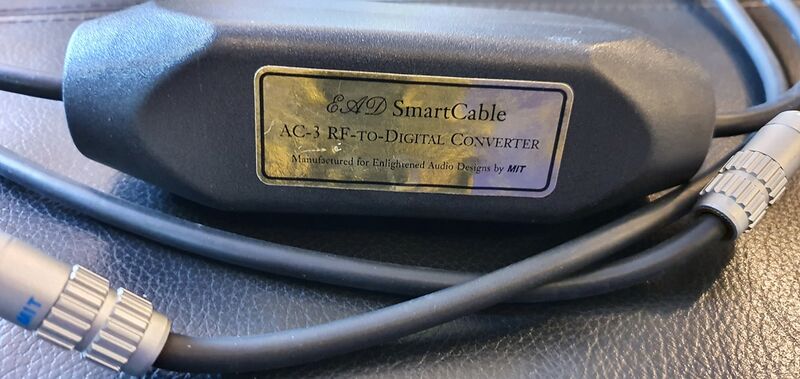 EAD SmartCable
AC-3 RF-TO-DIGITAL CONVERTER
Manufactured for Enlightened Audio Designs by MIT
MIT